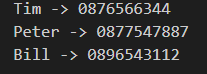 Tim -> 0876566344
Peter -> 0877547887
Bill -> 0896543112